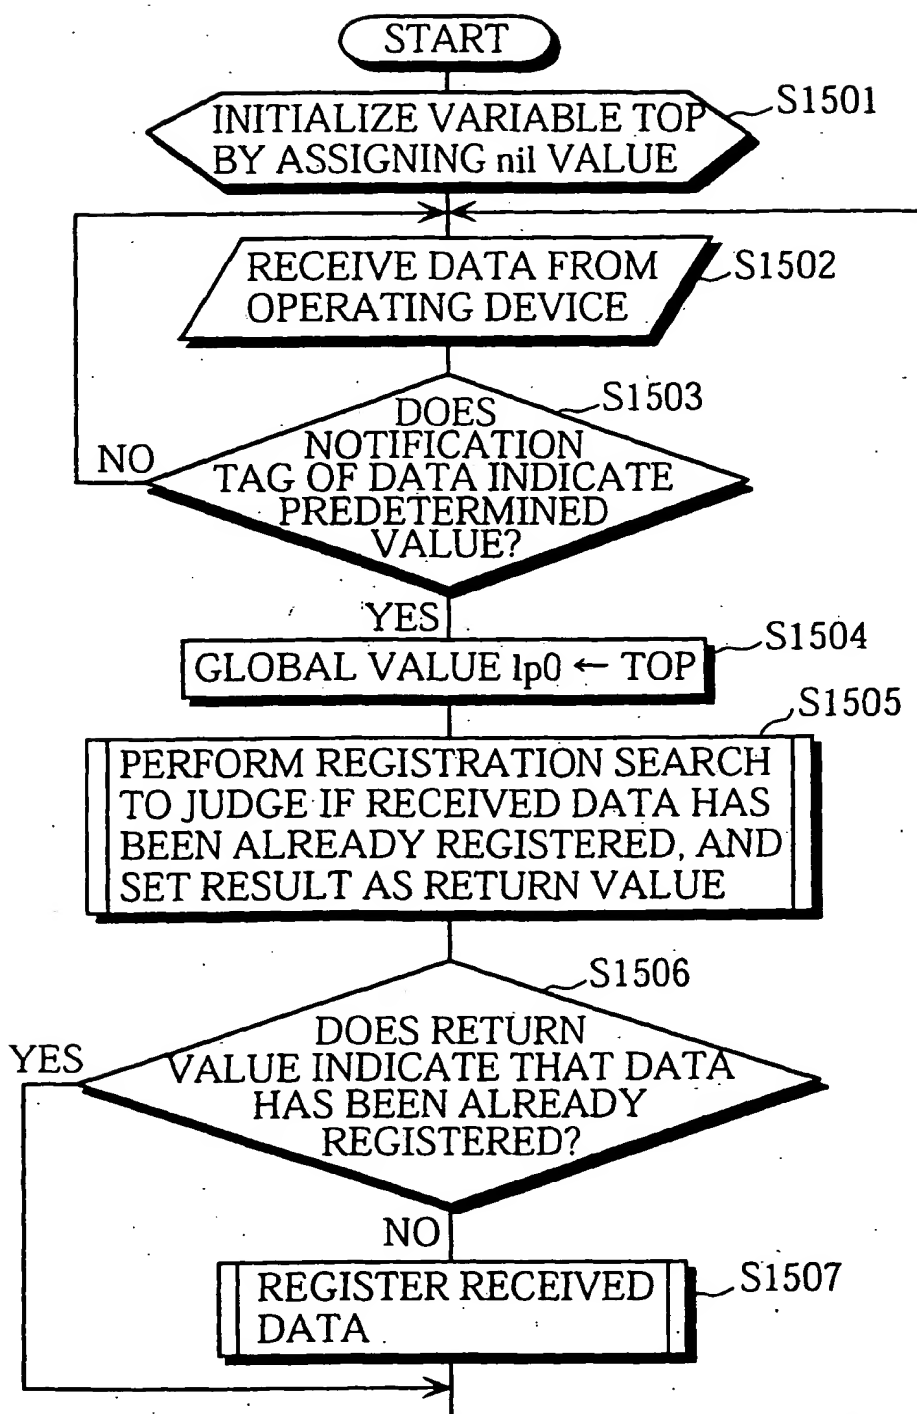 START
S1501
INITIALIZE VARIABLE TOP
BY ASSIGNING nil VALUE
S1502
RECEIVE DATA FROM
OPERATING DEVICE
S1503
DOES
NOTIFICATION
TAG OF DATA INDICATE
PREDETERMINED
VALUE?
NO
YES
S1504
GLOBAL VALUE lp0 ← TOP
S1505
PERFORM REGISTRATION SEARCH
TO JUDGE IF RECEIVED DATA HAS
BEEN ALREADY REGISTERED, AND
SET RESULT AS RETURN VALUE
S1506
DOES RETURN
VALUE INDICATE THAT DATA
HAS BEEN ALREADY
REGISTERED?
YES
NO
S1507
REGISTER RECEIVED
DATA